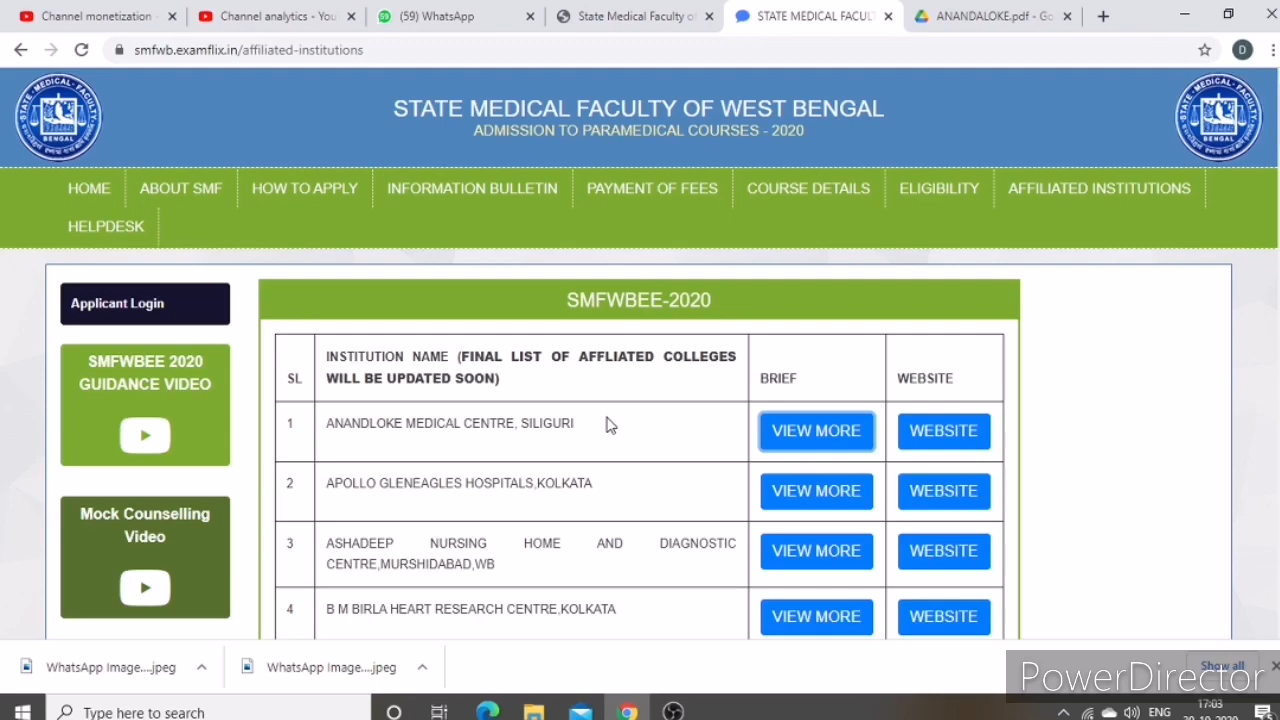 Channel monetization -
Channel analytics - You
(59) WhatsApp
State Medical Faculty of
STATE MEDICAL FACULT
ANANDALOKE.pdf - Go
smfwb.examflix.in/affiliated-institutions
D
STATE MEDICAL FACULTY OF WEST BENGAL
ADMISSION TO PARAMEDICAL COURSES - 2020
HOME
ABOUT SMF
HOW TO APPLY
INFORMATION BULLETIN
PAYMENT OF FEES
COURSE DETAILS
ELIGIBILITY
AFFILIATED INSTITUTIONS
HELPDESK
Applicant Login
SMFWBEE 2020
GUIDANCE VIDEO
Mock Counselling
Video
SMFWBEE-2020
SL
INSTITUTION NAME (FINAL LIST OF AFFLIATED COLLEGES
WILL BE UPDATED SOON)
BRIEF
WEBSITE
1
ANANDLOKE MEDICAL CENTRE, SILIGURI
VIEW MORE
WEBSITE
2
APOLLO GLENEAGLES HOSPITALS,KOLKATA
VIEW MORE
WEBSITE
3
ASHADEEP NURSING HOME AND DIAGNOSTIC
CENTRE,MURSHIDABAD,WB
VIEW MORE
WEBSITE
4
B M BIRLA HEART RESEARCH CENTRE,KOLKATA
VIEW MORE
WEBSITE
WhatsApp Image....jpeg
WhatsApp Image....jpeg
Show all
PowerDirector
Type here to search
ENG
17:03